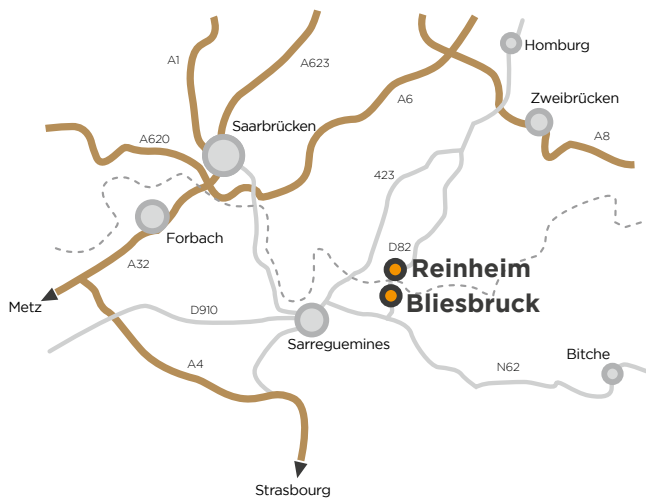 Homburg
A1
A623
A6
Zweibrücken
Saarbrücken
A620
A8
423
Forbach
D82
A32
Reinheim
Metz
Bliesbruck
D910
Sarreguemines
Bitche
A4
N62
Strasbourg